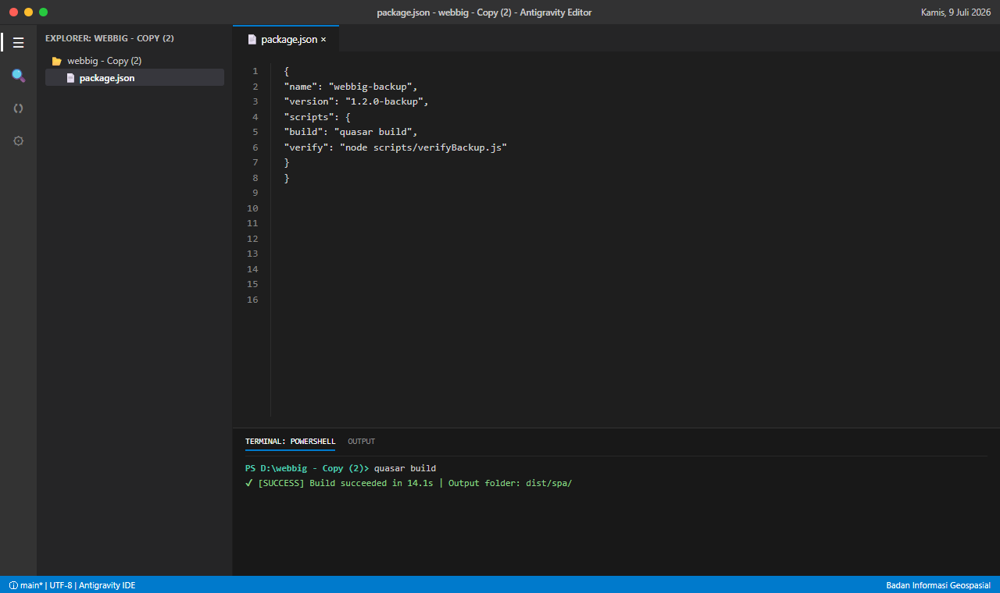 package.json - webbig - Copy (2) - Antigravity Editor
Kamis, 9 Juli 2026
EXPLORER: WEBBIG - COPY (2)
webbig - Copy (2)
package.json
package.json ×
1 {
2 "name": "webbig-backup",
3 "version": "1.2.0-backup",
4 "scripts": {
5 "build": "quasar build",
6 "verify": "node scripts/verifyBackup.js"
7 }
8 }
9
10
11
12
13
14
15
16
TERMINAL: POWERSHELL OUTPUT
PS D:\webbig - Copy (2)> quasar build
✓ [SUCCESS] Build succeeded in 14.1s | Output folder: dist/spa/
main* | UTF-8 | Antigravity IDE
Badan Informasi Geospasial